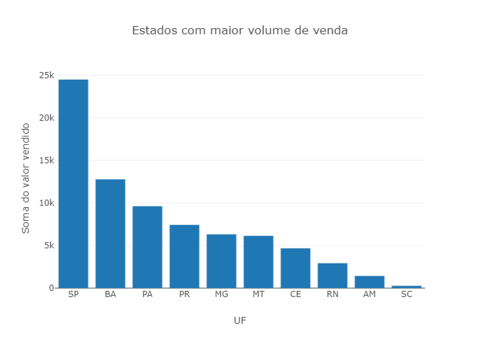 Estados com maior volume de venda
Soma do valor vendido
25k
20k
15k
10k
5k
0
SP BA PA PR MG MT CE RN AM SC
UF